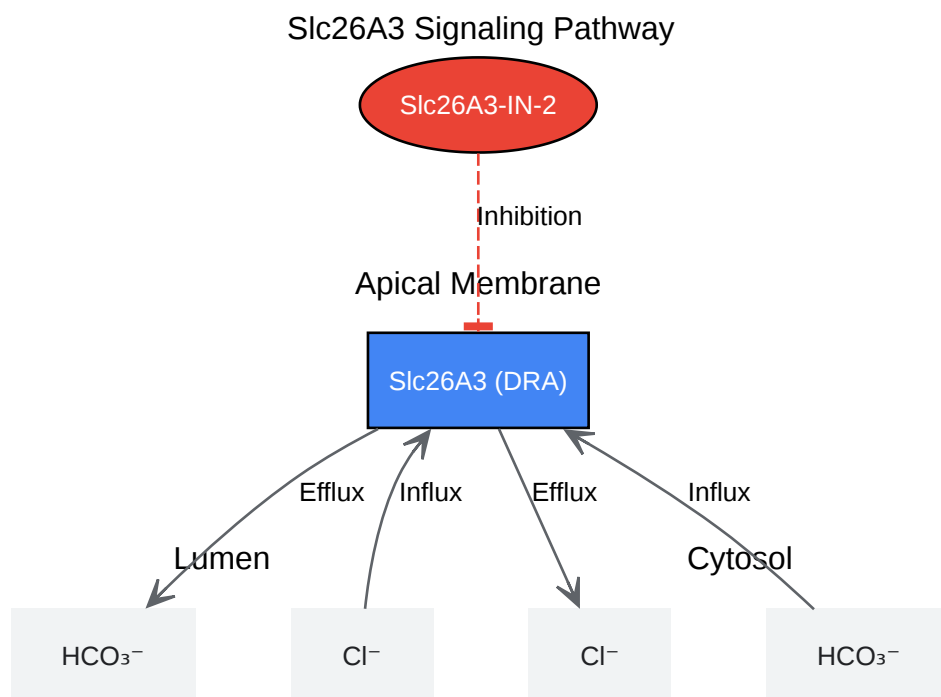 Slc26A3 Signaling Pathway
Slc26A3-IN-2
Inhibition
Apical Membrane
Slc26A3 (DRA)
Efflux
Influx
Efflux
Influx
Lumen
Cytosol
HCO₃⁻
Cl⁻
Cl⁻
HCO₃⁻